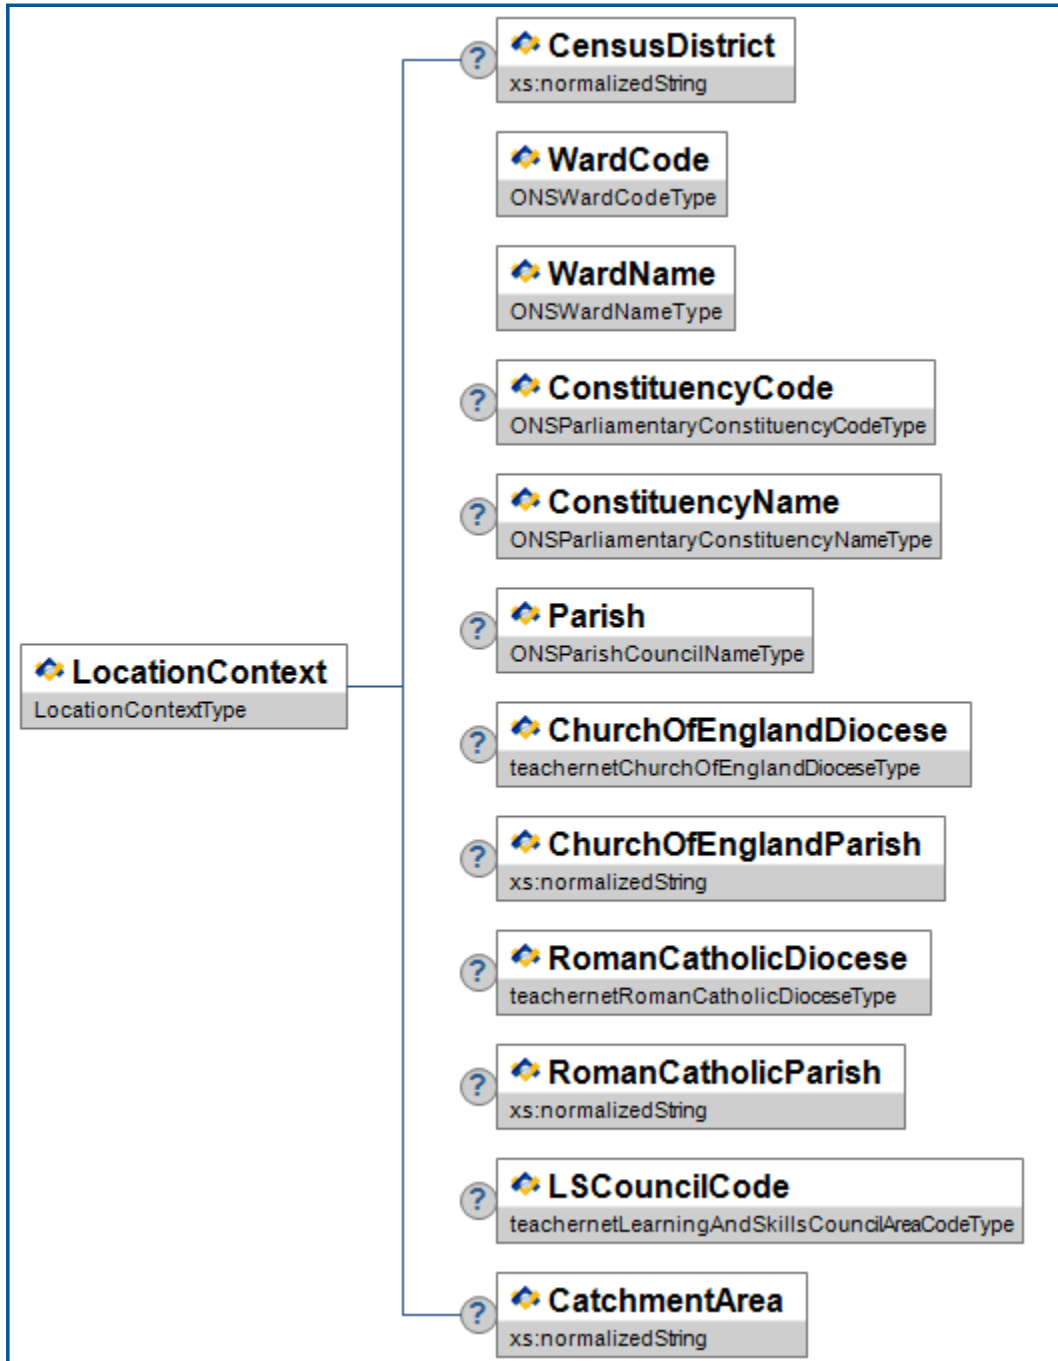 ?
CensusDistrict
xs:normalizedString
WardCode
ONSWardCodeType
WardName
ONSWardNameType
?
ConstituencyCode
ONSParliamentaryConstituencyCodeType
?
ConstituencyName
ONSParliamentaryConstituencyNameType
?
Parish
ONSParishCouncilNameType
LocationContext
LocationContextType
?
ChurchOfEnglandDiocese
teachernetChurchOfEnglandDioceseType
?
ChurchOfEnglandParish
xs:normalizedString
?
RomanCatholicDiocese
teachernetRomanCatholicDioceseType
?
RomanCatholicParish
xs:normalizedString
?
LSCouncilCode
teachernetLearningAndSkillsCouncilAreaCodeType
?
CatchmentArea
xs:normalizedString